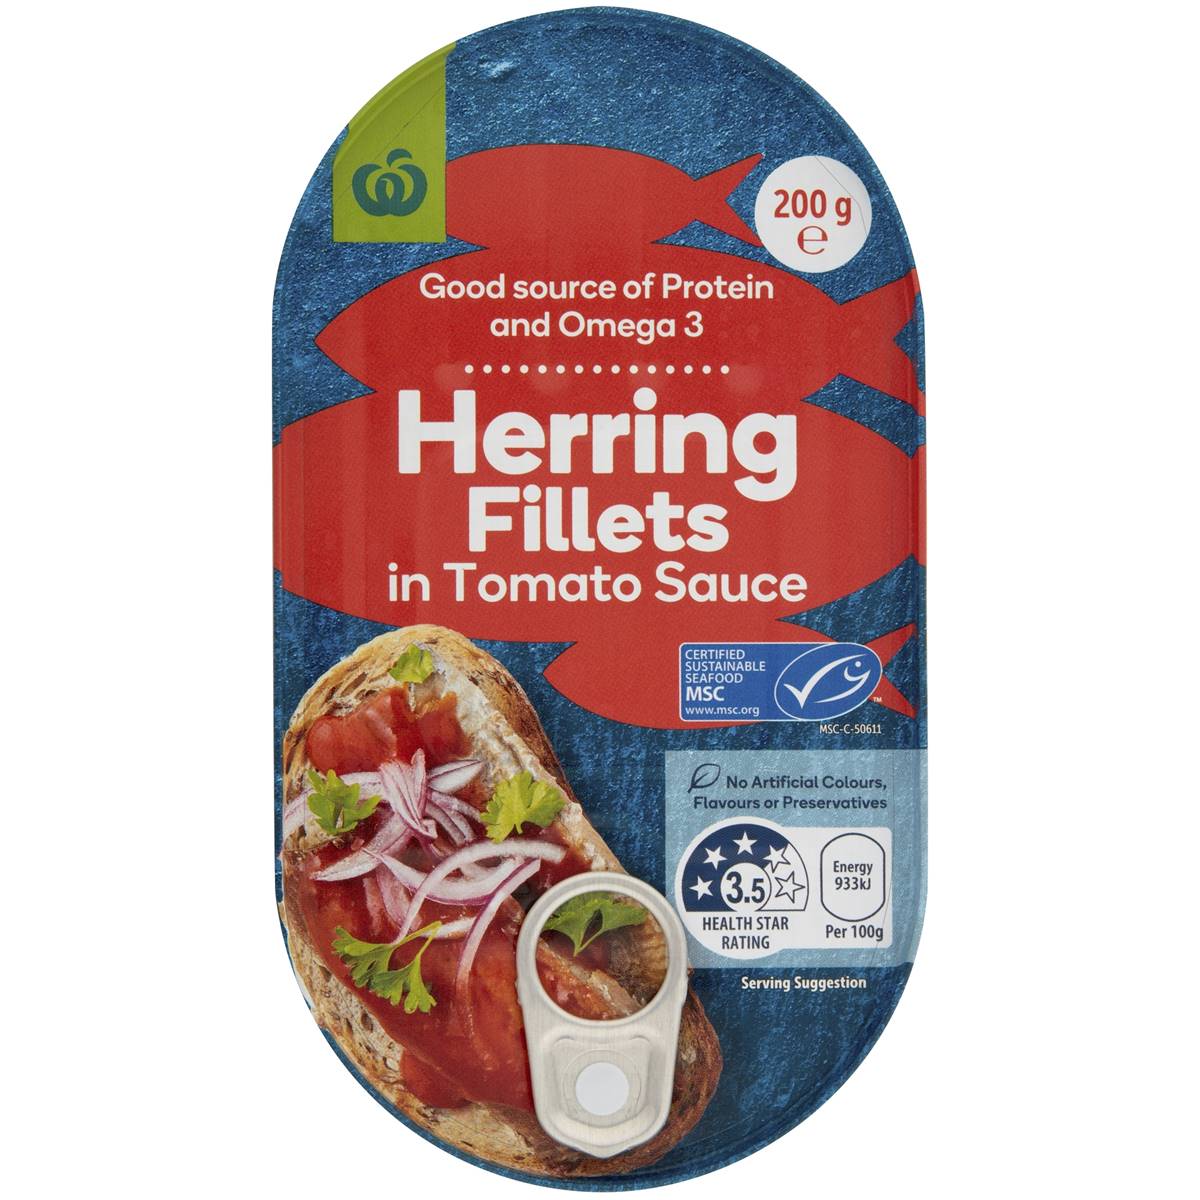 200 g
℮
Good source of Protein
and Omega 3
Herring
Fillets
in Tomato Sauce
CERTIFIED
SUSTAINABLE
SEAFOOD
MSC
www.msc.org
TM
MSC-C-50611
No Artificial Colours,
Flavours or Preservatives
3.5
HEALTH STAR
RATING
Energy
933kJ
Per 100g
Serving Suggestion